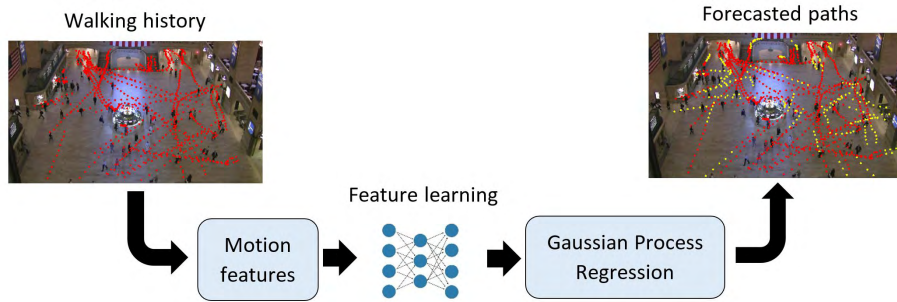 Walking history
Forecasted paths
Feature learning
Motion
features
Gaussian Process
Regression